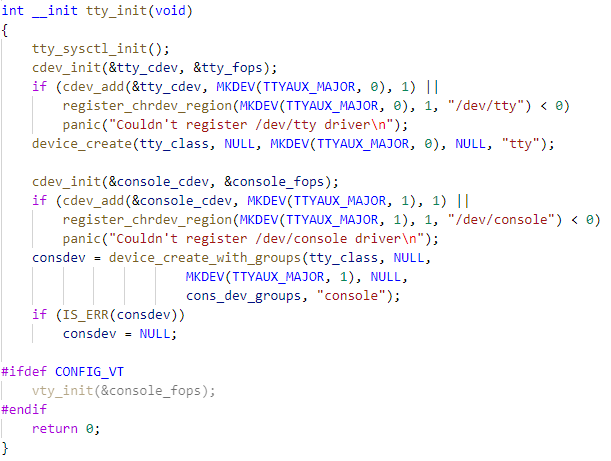 int __init tty_init(void)
{
    tty_sysctl_init();
    cdev_init(&tty_cdev, &tty_fops);
    if (cdev_add(&tty_cdev, MKDEV(TTYAUX_MAJOR, 0), 1) ||
        register_chrdev_region(MKDEV(TTYAUX_MAJOR, 0), 1, "/dev/tty") < 0)
        panic("Couldn't register /dev/tty driver\n");
    device_create(tty_class, NULL, MKDEV(TTYAUX_MAJOR, 0), NULL, "tty");

    cdev_init(&console_cdev, &console_fops);
    if (cdev_add(&console_cdev, MKDEV(TTYAUX_MAJOR, 1), 1) ||
        register_chrdev_region(MKDEV(TTYAUX_MAJOR, 1), 1, "/dev/console") < 0)
        panic("Couldn't register /dev/console driver\n");
    consdev = device_create_with_groups(tty_class, NULL,
                        MKDEV(TTYAUX_MAJOR, 1), NULL,
                        cons_dev_groups, "console");
    if (IS_ERR(consdev))
        consdev = NULL;

#ifdef CONFIG_VT
    vty_init(&console_fops);
#endif
    return 0;
}